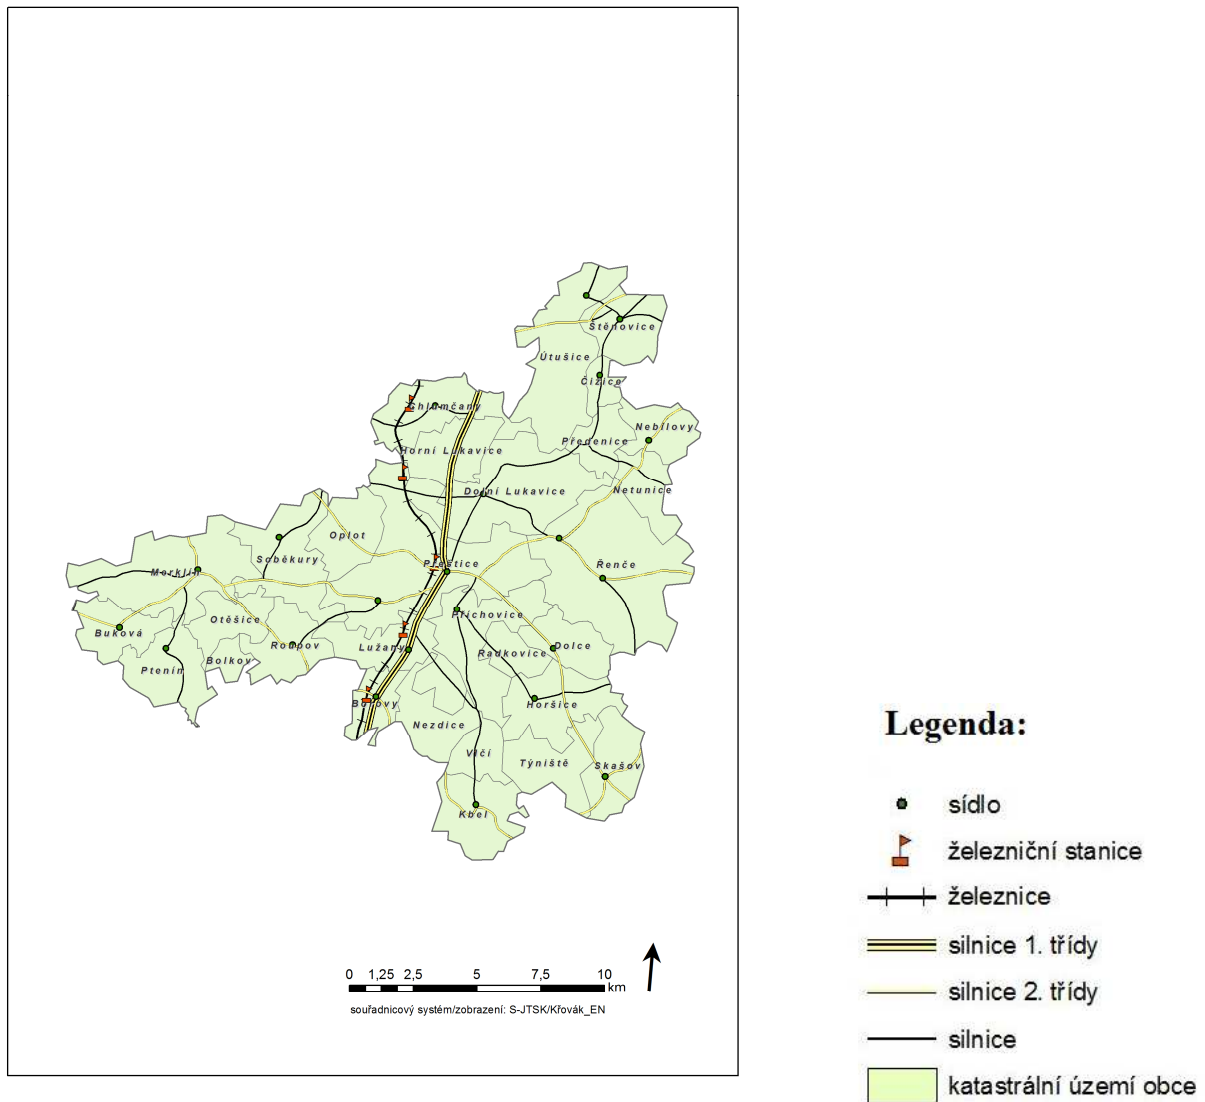 Štěnovice
Útušice
Čižice
Chlumčany
Nebílovy
Předenice
Horní Lukavice
Dolní Lukavice
Netunice
Oplot
Soběkury
Přeštice
Řenče
Merklín
Příchovice
Otěšice
Buková
Roupov
Lužany
Dolce
Radkovice
Bolkov
Ptenín
Borovy
Horšice
Nezdice
Vlčí
Týniště
Skašov
Kbel
0 1,25 2,5 5 7,5 10
km
souřadnicový systém/zobrazení: S-JTSK/Křovák_EN
Legenda:
sídlo
železniční stanice
železnice
silnice 1. třídy
silnice 2. třídy
silnice
katastrální území obce